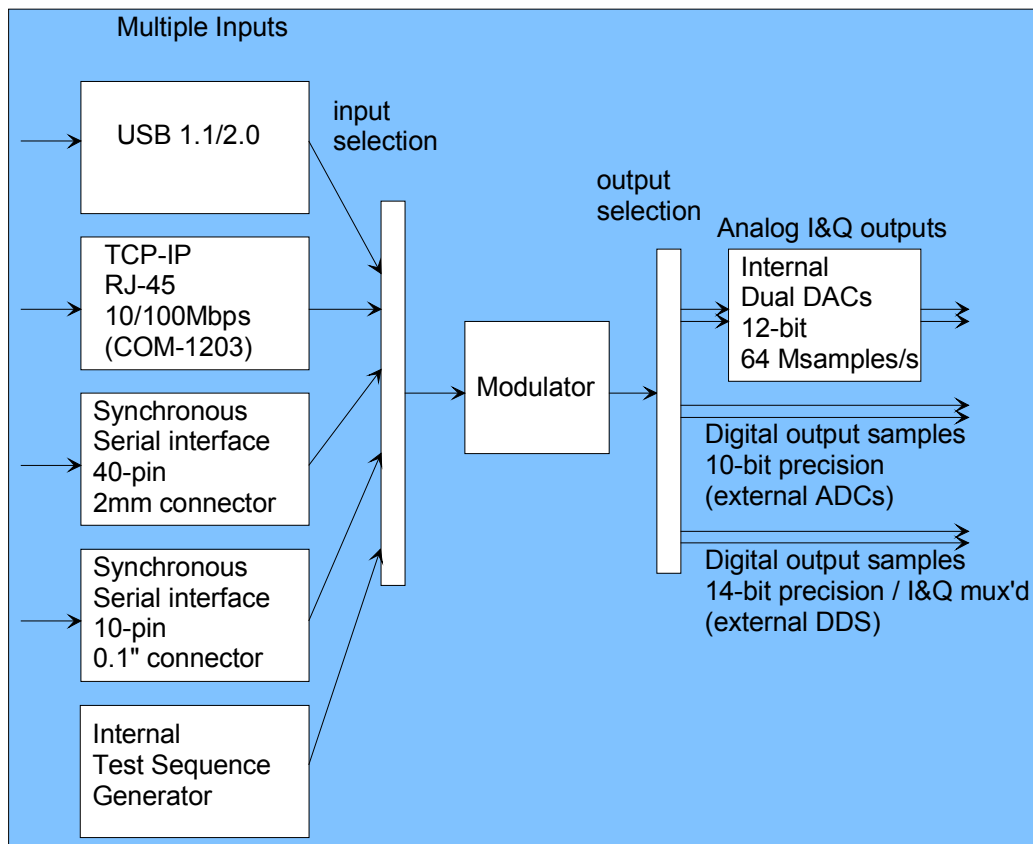 Multiple Inputs
USB 1.1/2.0
input
selection
TCP-IP
RJ-45
10/100Mbps
(COM-1203)
Synchronous
Serial interface
40-pin
2mm connector
Synchronous
Serial interface
10-pin
0.1" connector
Internal
Test Sequence
Generator
Modulator
output
selection
Analog I&Q outputs
Internal
Dual DACs
12-bit
64 Msamples/s
Digital output samples
10-bit precision
(external ADCs)
Digital output samples
14-bit precision / I&Q mux'd
(external DDS)